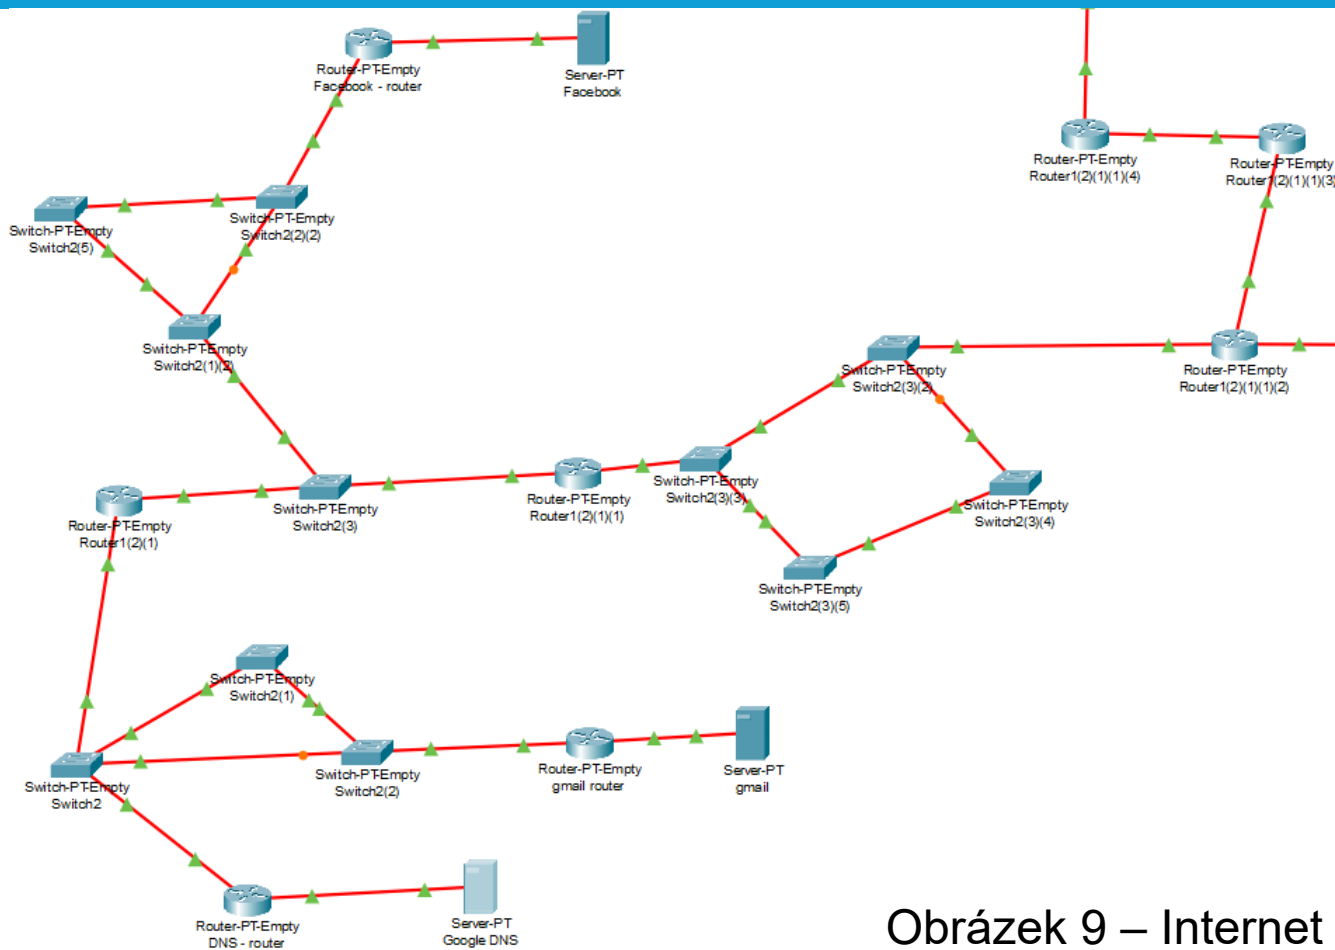 Router-PT-Empty
Facebook - router
Server-PT
Facebook
Router-PT-Empty
Router1(2)(1)(1)(4)
Router-PT-Empty
Router1(2)(1)(1)(3)
Switch-PT-Empty
Switch2(5)
Switch-PT-Empty
Switch2(2)(2)
Switch-PT-Empty
Switch2(1)(2)
Switch-PT-Empty
Switch2(3)(2)
Router-PT-Empty
Router1(2)(1)(1)(2)
Router-PT-Empty
Router1(2)(1)
Switch-PT-Empty
Switch2(3)
Router-PT-Empty
Router1(2)(1)(1)
Switch-PT-Empty
Switch2(3)(3)
Switch-PT-Empty
Switch2(3)(4)
Switch-PT-Empty
Switch2(3)(5)
Switch-PT-Empty
Switch2(1)
Switch-PT-Empty
Switch2
Switch-PT-Empty
Switch2(2)
Router-PT-Empty
gmail router
Server-PT
gmail
Router-PT-Empty
DNS - router
Server-PT
Google DNS
Obrázek 9 – Internet